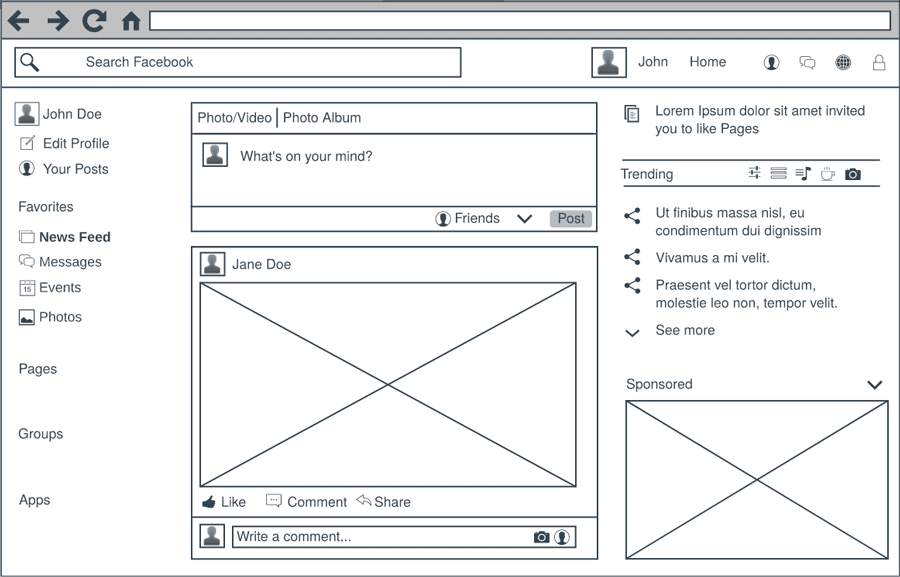 Search Facebook
John
Home
John Doe
Edit Profile
Your Posts
Favorites
News Feed
Messages
15
Events
Photos
Pages
Groups
Apps
Photo/Video
Photo Album
What's on your mind?
Friends
Post
Jane Doe
Like
Comment
Share
Write a comment...
Lorem Ipsum dolor sit amet invited
you to like Pages
Trending
Ut finibus massa nisl, eu
condimentum dui dignissim
Vivamus a mi velit.
Praesent vel tortor dictum,
molestie leo non, tempor velit.
See more
Sponsored